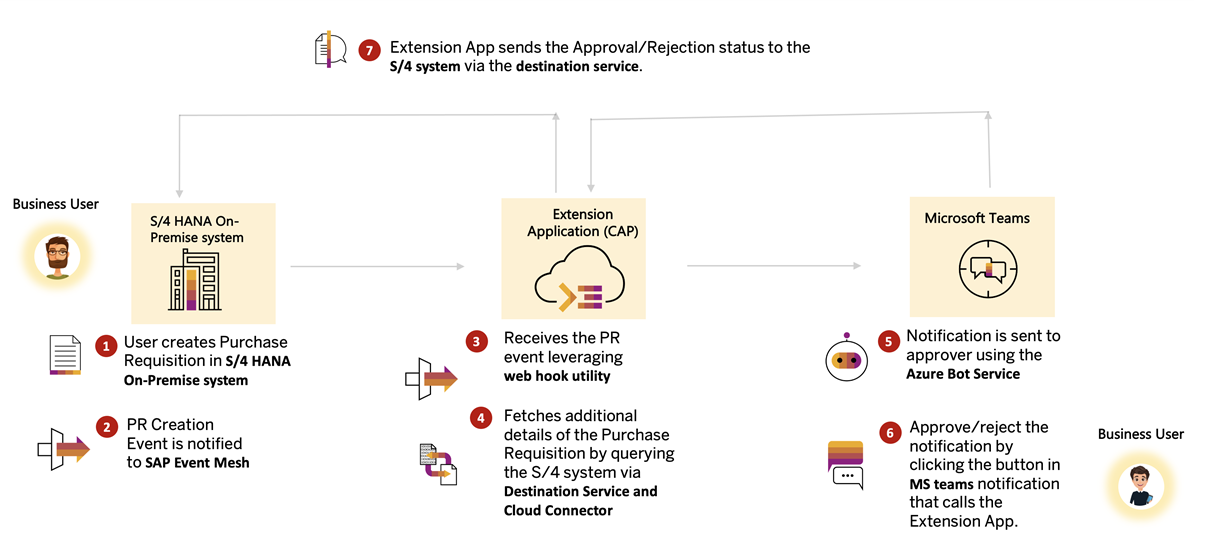 7
Extension App sends the Approval/Rejection status to the
S/4 system via the destination service.
Business User
S/4 HANA On-
Premise system
Extension
Application (CAP)
Microsoft Teams
1
User creates Purchase
Requisition in S/4 HANA
On-Premise system
2
PR Creation
Event is notified
to SAP Event Mesh
3
Receives the PR
event leveraging
web hook utility
4
Fetches additional
details of the Purchase
Requisition by querying
the S/4 system via
Destination Service and
Cloud Connector
5
Notification is sent to
approver using the
Azure Bot Service
6
Approve/reject the
notification by
clicking the button in
MS teams notification
that calls the
Extension App.
Business User